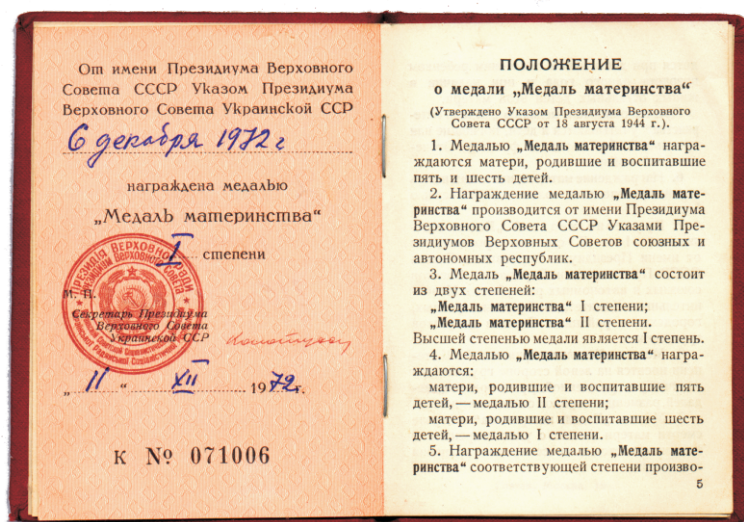 От имени Президиума Верховного
Совета СССР Указом Президиума
Верховного Совета Украинской ССР
6 декабря 1972 г
награждена медалью
„Медаль материнства“
I степени
М. П.
Секретарь Президиума
Верховного Совета
Украинской ССР
„ 11 “ XII 1972 г.
К № 071006
ПОЛОЖЕНИЕ
о медали „Медаль материнства“
(Утверждено Указом Президиума Верховного
Совета СССР от 18 августа 1944 г.).
1. Медалью „Медаль материнства“ награ-
ждаются матери, родившие и воспитавшие
пять и шесть детей.
2. Награждение медалью „Медаль мате-
ринства“ производится от имени Президиума
Верховного Совета СССР Указами Пре-
зидиумов Верховных Советов союзных и
автономных республик.
3. Медаль „Медаль материнства“ состоит
из двух степеней:
„Медаль материнства“ I степени;
„Медаль материнства“ II степени.
Высшей степенью медали является I степень.
4. Медалью „Медаль материнства“ награ-
ждаются:
матери, родившие и воспитавшие пять
детей, — медалью II степени;
матери, родившие и воспитавшие шесть
детей, — медалью I степени.
5. Награждение медалью „Медаль мате-
ринства“ соответствующей степени произво-
5